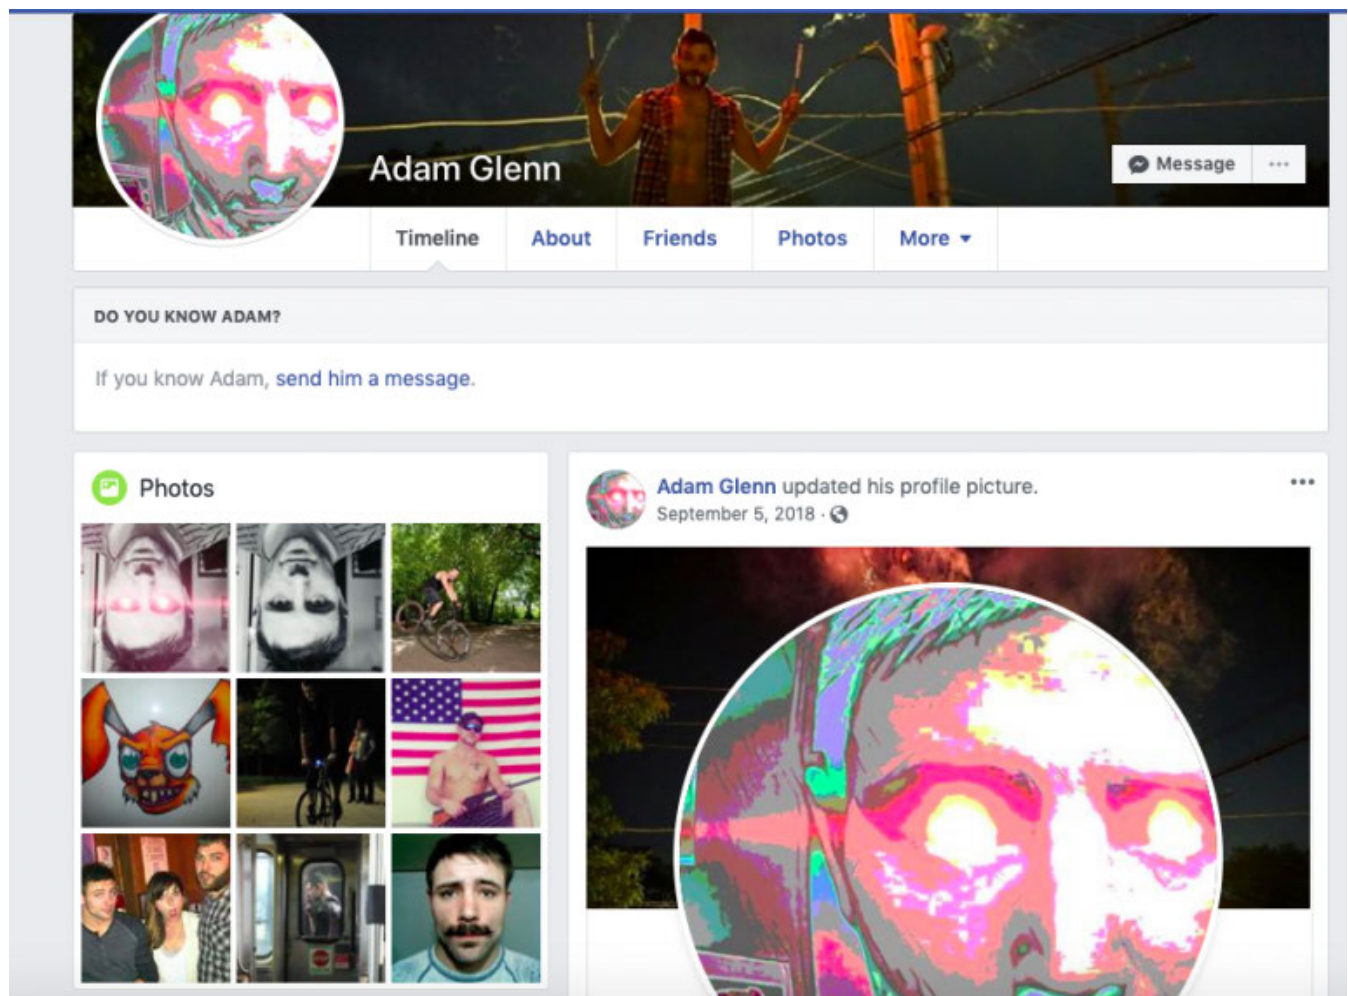 Adam Glenn
Message
Timeline About Friends Photos More
DO YOU KNOW ADAM?
If you know Adam, send him a message.
Photos
Adam Glenn updated his profile picture.
September 5, 2018 ·